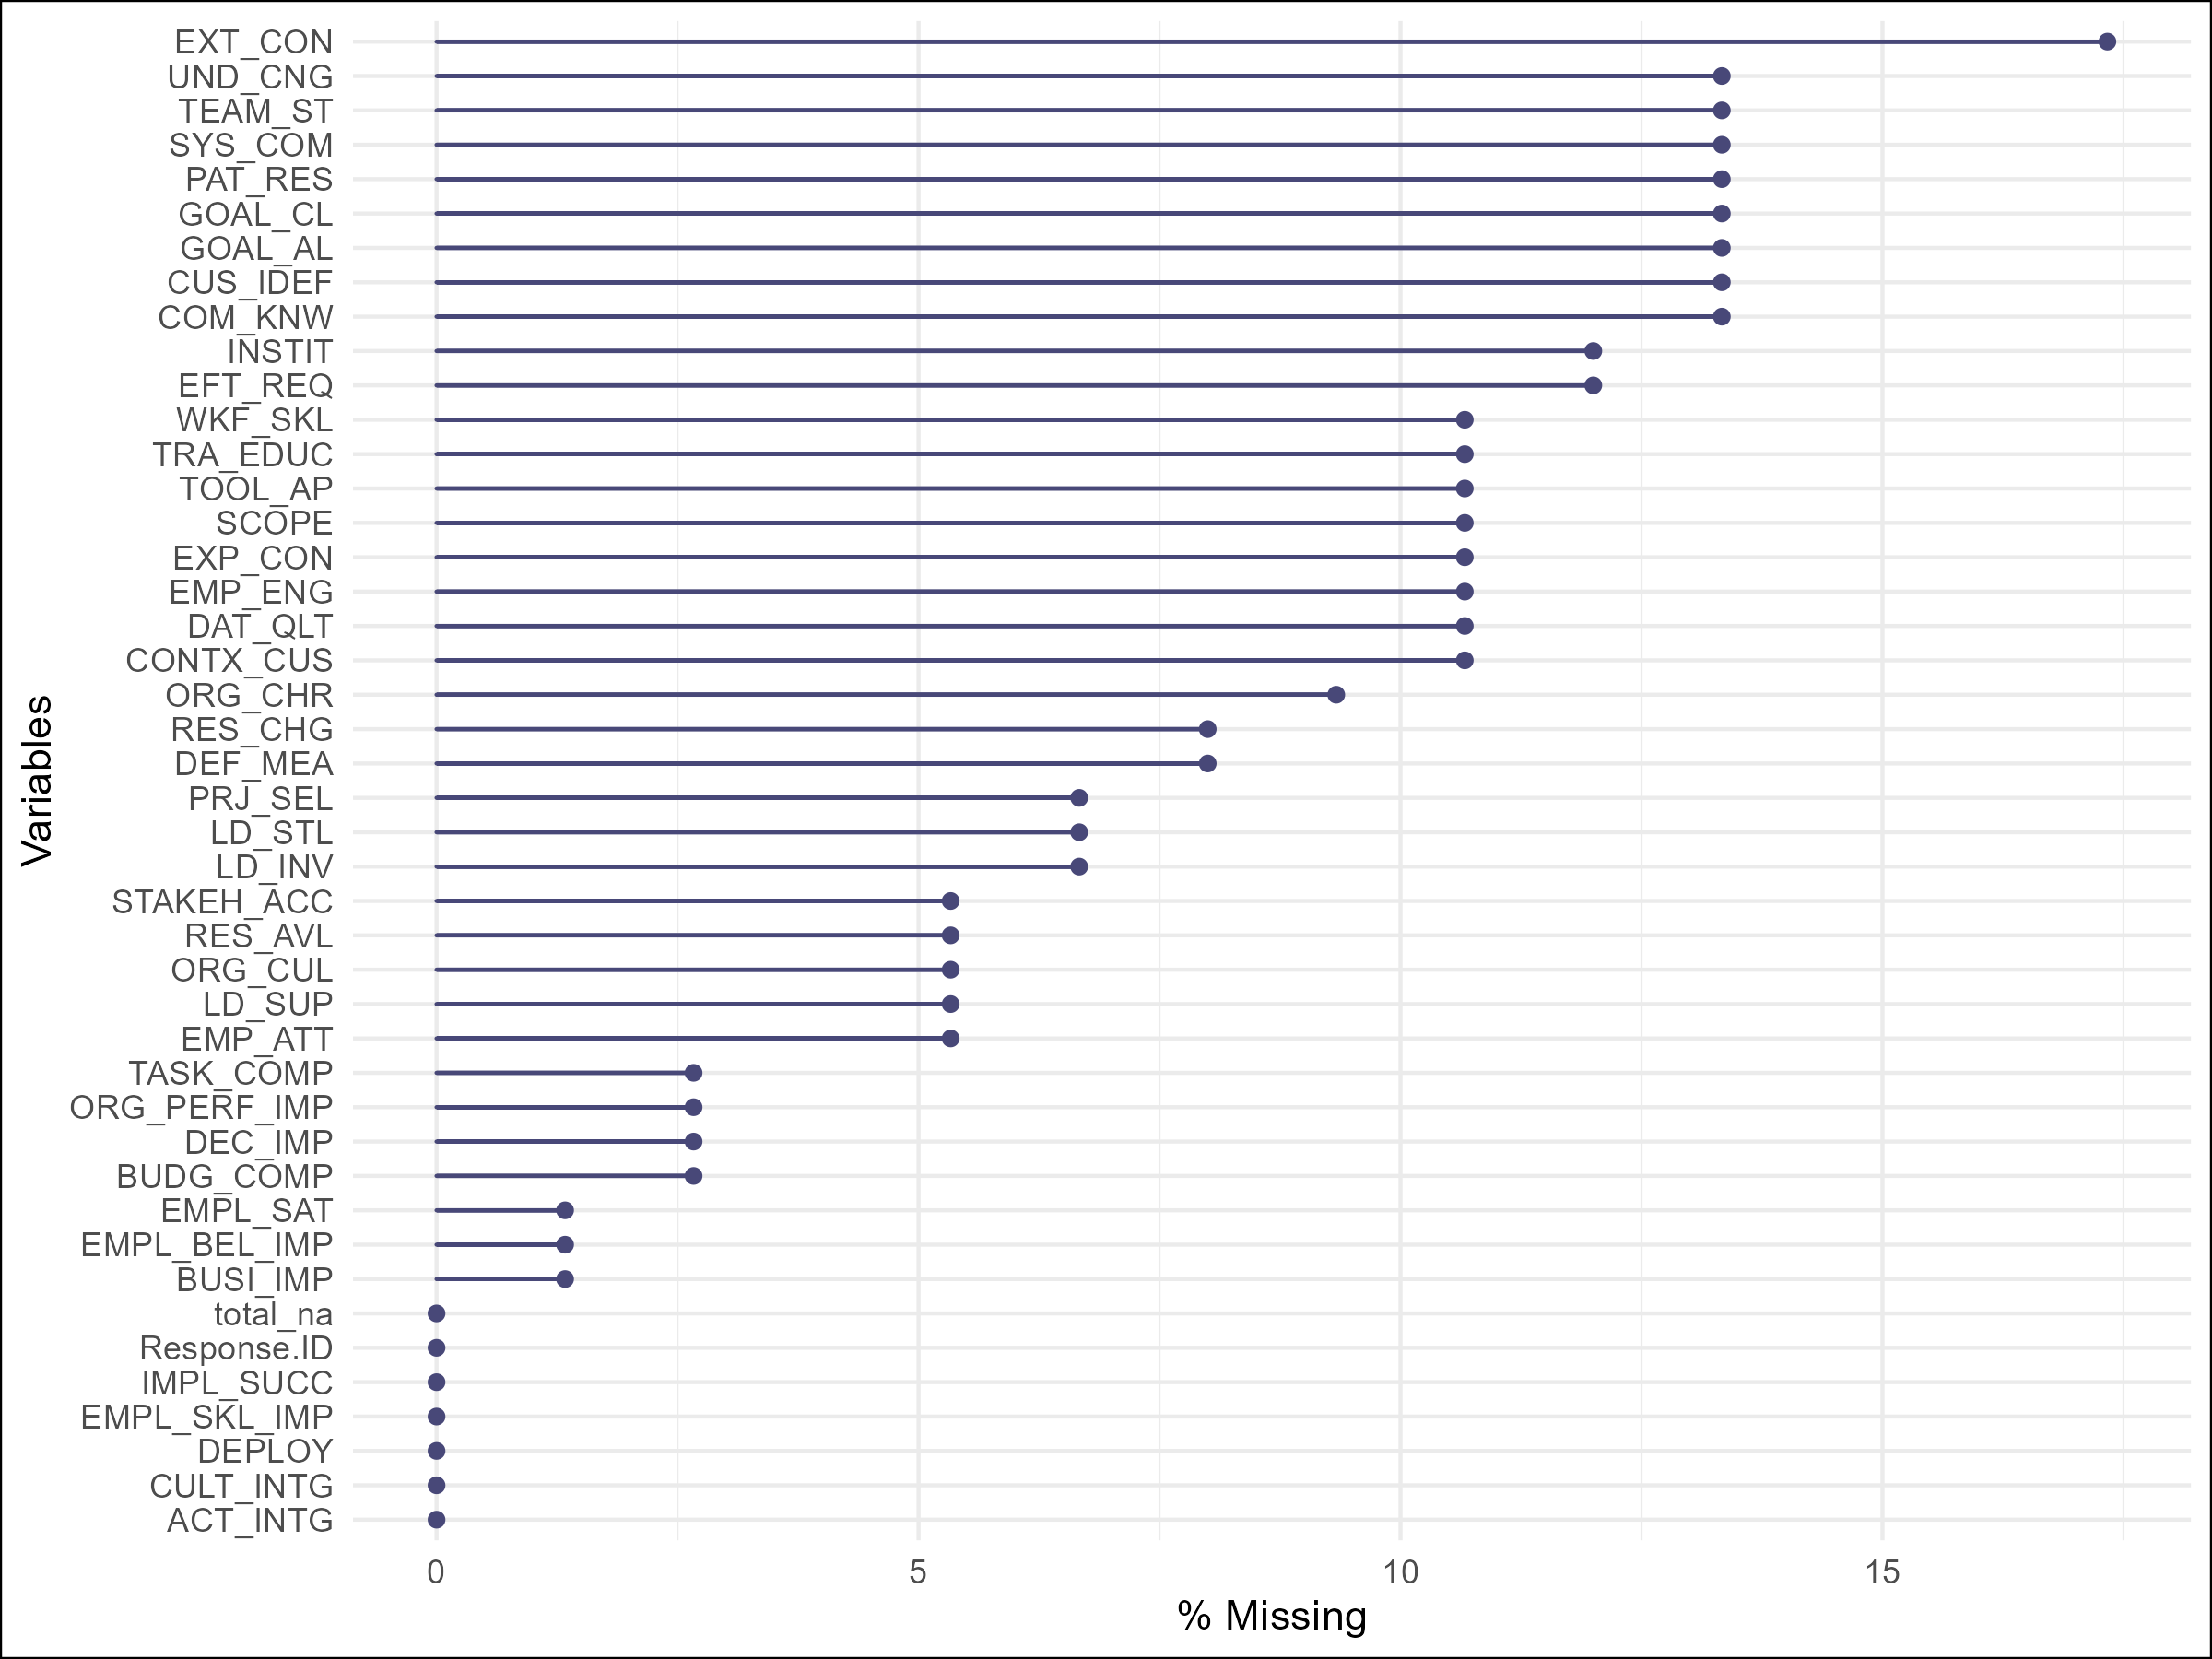 EXT_CON
UND_CNG
TEAM_ST
SYS_COM
PAT_RES
GOAL_CL
GOAL_AL
CUS_IDEF
COM_KNW
INSTIT
EFT_REQ
WKF_SKL
TRA_EDUC
TOOL_AP
SCOPE
EXP_CON
EMP_ENG
DAT_QLT
CONTX_CUS
ORG_CHR
RES_CHG
DEF_MEA
PRJ_SEL
LD_STL
LD_INV
STAKEH_ACC
RES_AVL
ORG_CUL
LD_SUP
EMP_ATT
TASK_COMP
ORG_PERF_IMP
DEC_IMP
BUDG_COMP
EMPL_SAT
EMPL_BEL_IMP
BUSI_IMP
total_na
Response.ID
IMPL_SUCC
EMPL_SKL_IMP
DEPLOY
CULT_INTG
ACT_INTG
Variables
0 5 10 15
% Missing